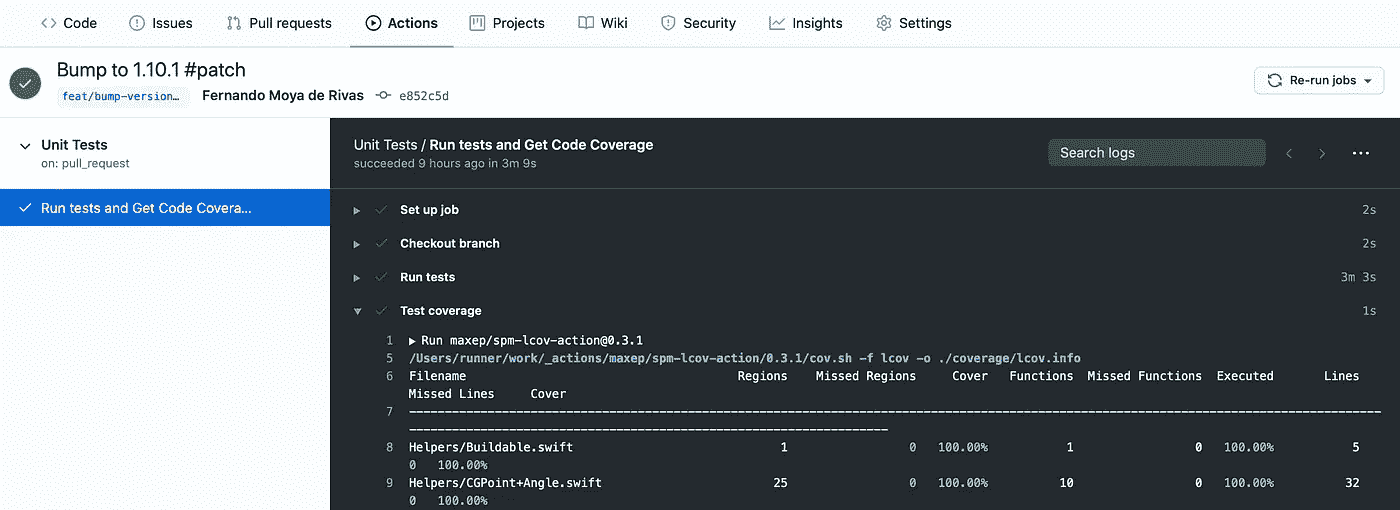 Code Issues Pull requests Actions Projects Wiki Security Insights Settings
Bump to 1.10.1 #patch
feat/bump-version… Fernando Moya de Rivas e852c5d
Re-run jobs
Unit Tests
on: pull_request
Run tests and Get Code Covera...
Unit Tests / Run tests and Get Code Coverage
succeeded 9 hours ago in 3m 9s
Search logs
Set up job 2s
Checkout branch 2s
Run tests 3m 3s
Test coverage 1s
1 Run maxep/spm-lcov-action@0.3.1
5 /Users/runner/work/_actions/maxep/spm-lcov-action/0.3.1/cov.sh -f lcov -o ./coverage/lcov.info
6 Filename Regions Missed Regions Cover Functions Missed Functions Executed Lines
Missed Lines Cover
7 --------------------------------------------------------------------------------------------------------------------------------------
-------------------------------------------------------------------
8 Helpers/Buildable.swift 1 0 100.00% 1 0 100.00% 5
0 100.00%
9 Helpers/CGPoint+Angle.swift 25 0 100.00% 10 0 100.00% 32
0 100.00%